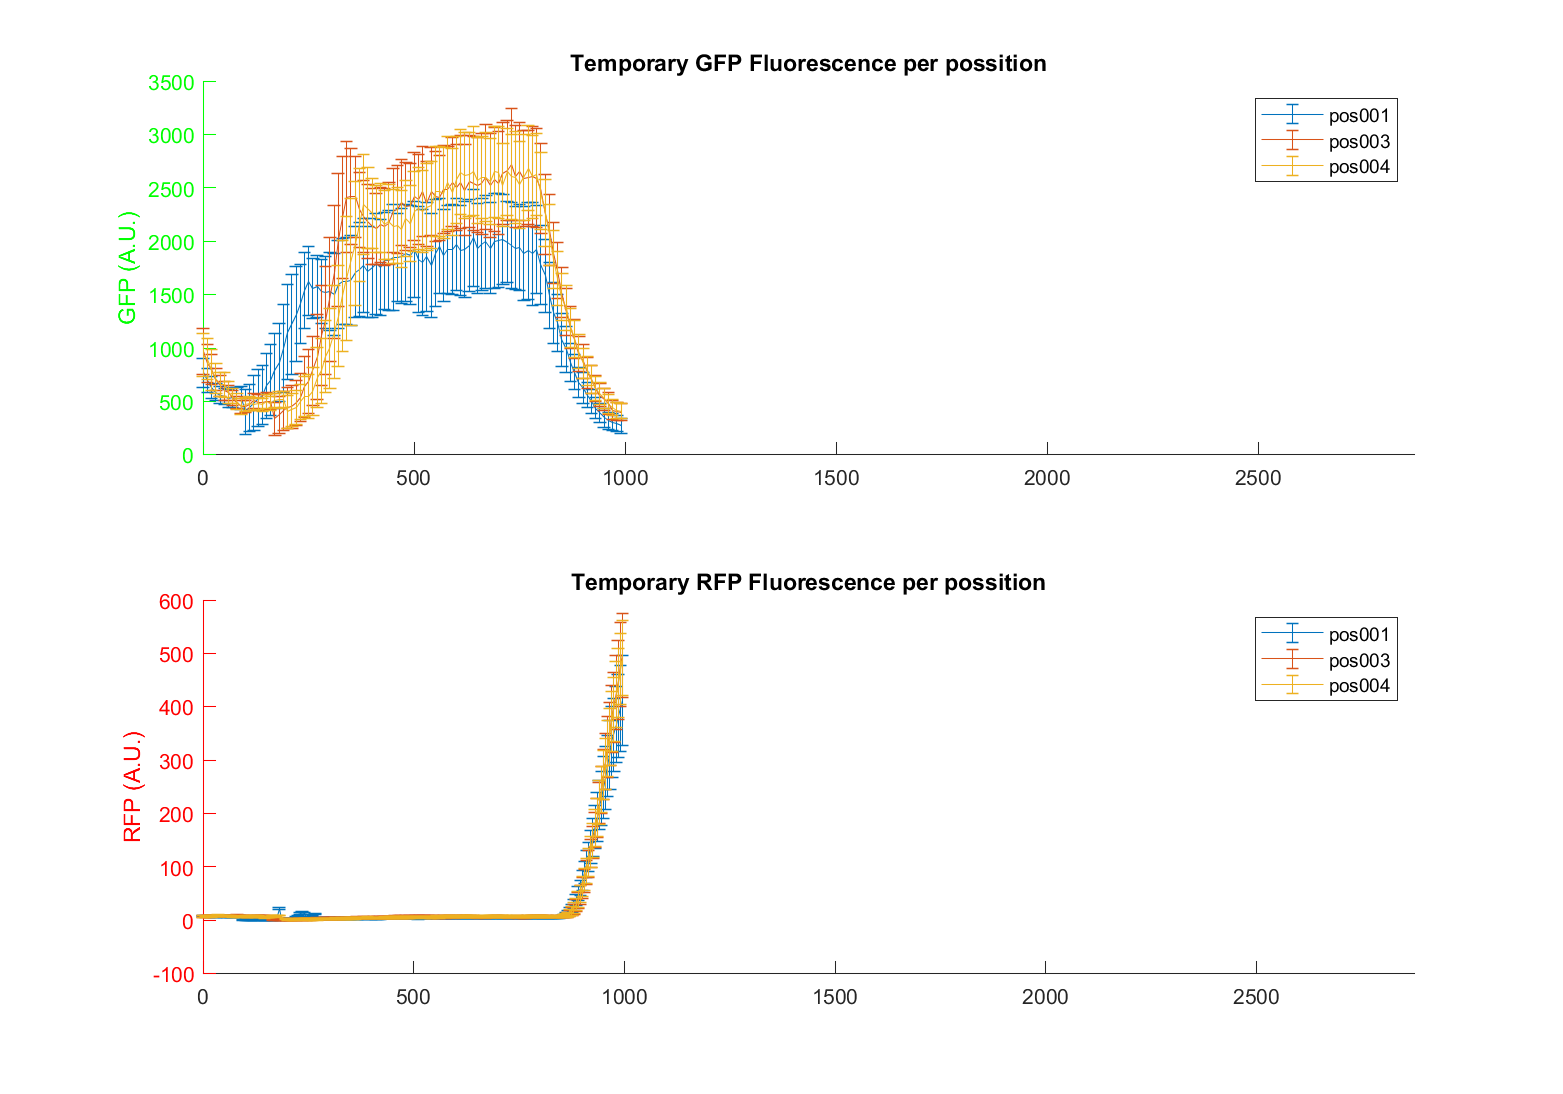 Temporary GFP Fluorescence per possition
3500
3000
2500
2000
1500
1000
500
0
GFP (A.U.)
pos001
pos003
pos004
0 500 1000 1500 2000 2500
Temporary RFP Fluorescence per possition
600
500
400
300
200
100
0
-100
RFP (A.U.)
pos001
pos003
pos004
0 500 1000 1500 2000 2500